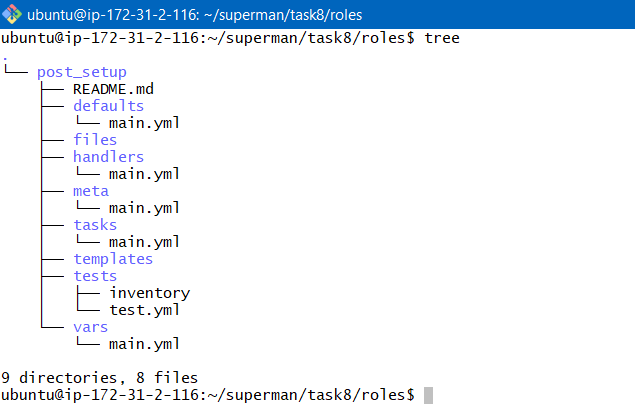 ubuntu@ip-172-31-2-116: ~/superman/task8/roles
ubuntu@ip-172-31-2-116:~/superman/task8/roles$ tree
.
└── post_setup
    ├── README.md
    ├── defaults
    │   └── main.yml
    ├── files
    ├── handlers
    │   └── main.yml
    ├── meta
    │   └── main.yml
    ├── tasks
    │   └── main.yml
    ├── templates
    ├── tests
    │   ├── inventory
    │   └── test.yml
    └── vars
        └── main.yml

9 directories, 8 files
ubuntu@ip-172-31-2-116:~/superman/task8/roles$